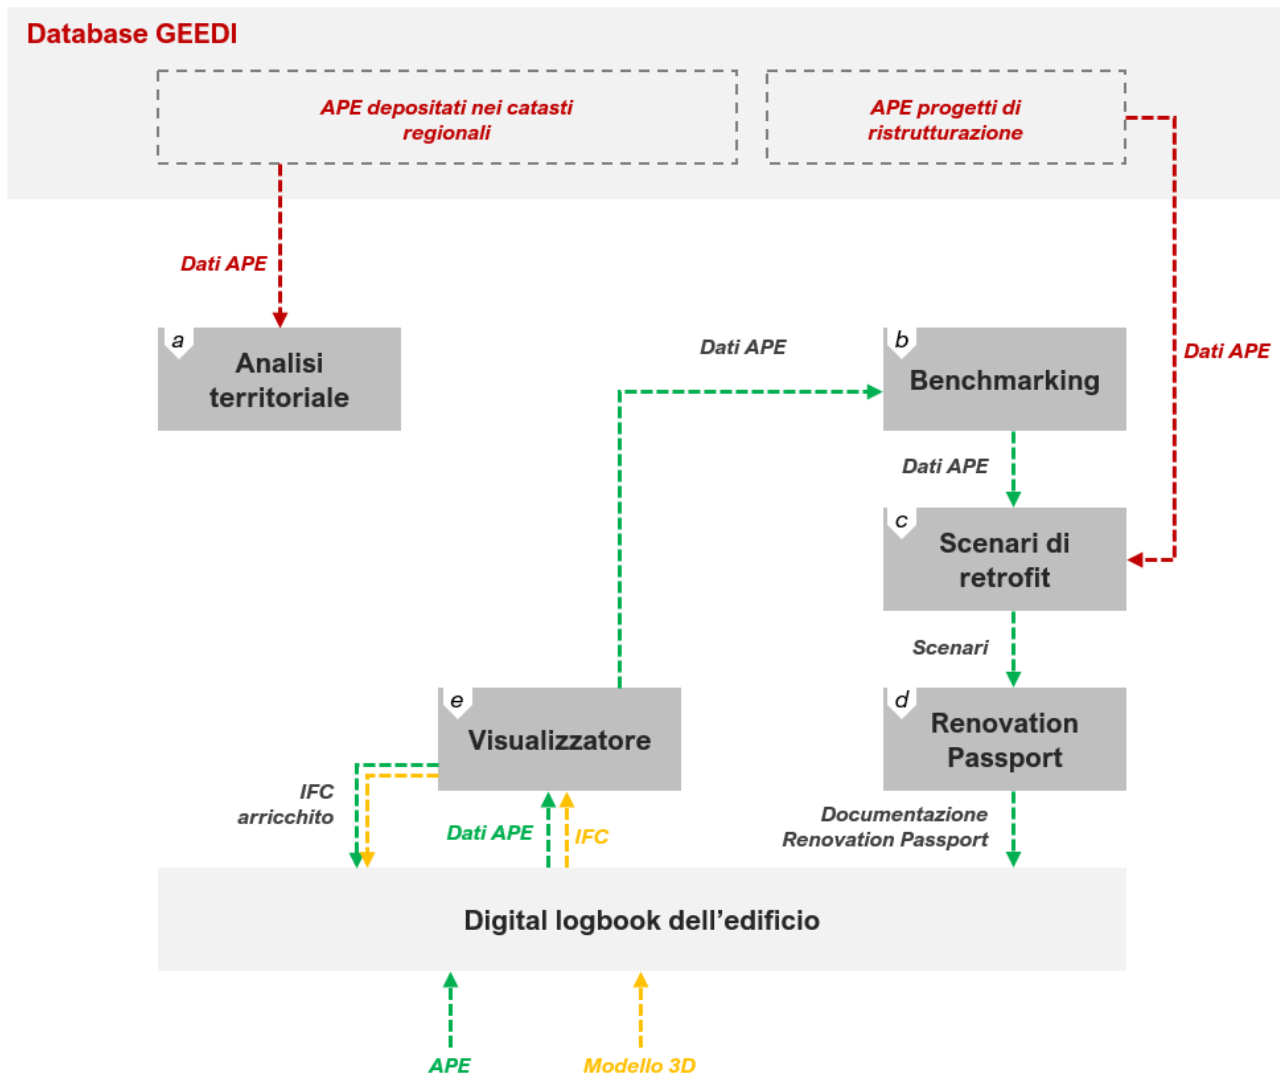 Database GEEDI
APE depositati nei catasti
regionali
APE progetti di
ristrutturazione
Dati APE
a
Analisi
territoriale
Dati APE
b
Benchmarking
Dati APE
Dati APE
c
Scenari di
retrofit
Scenari
e
Visualizzatore
d
Renovation
Passport
IFC
arricchito
Dati APE
IFC
Documentazione
Renovation Passport
Digital logbook dell’edificio
APE
Modello 3D